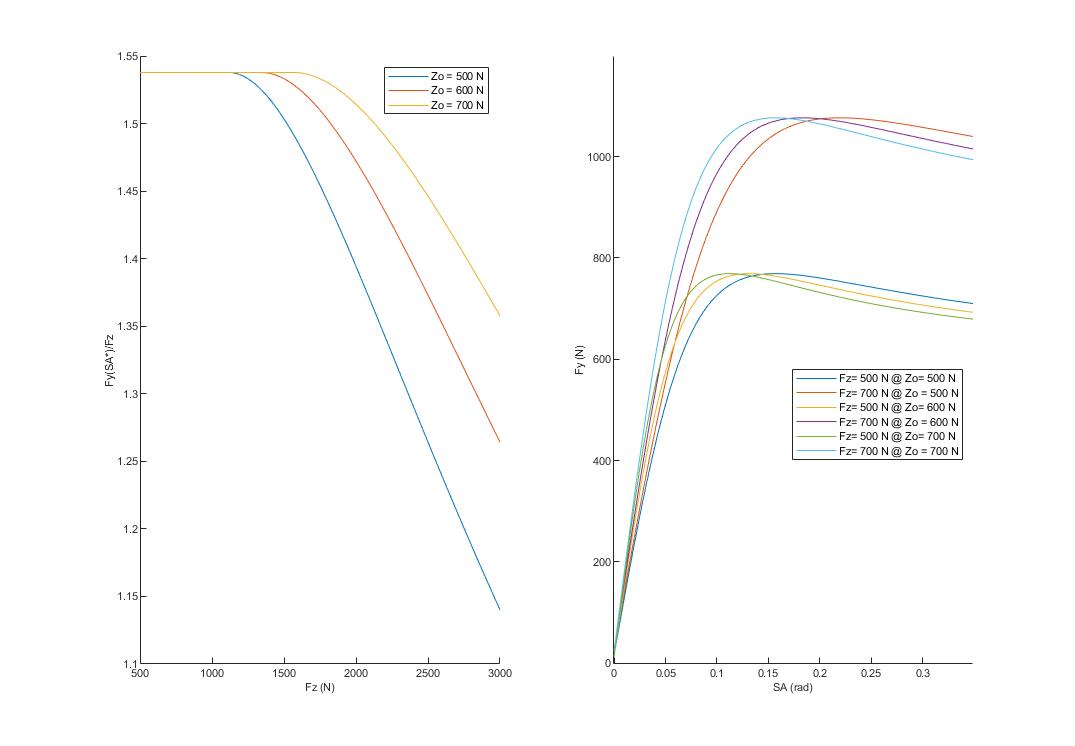 1.55
1.5
1.45
1.4
1.35
1.3
1.25
1.2
1.15
1.1
Fy(SA*)/Fz
500
1000
1500
2000
2500
3000
Fz (N)
Zo = 500 N
Zo = 600 N
Zo = 700 N
1000
800
600
400
200
0
Fy (N)
0
0.05
0.1
0.15
0.2
0.25
0.3
SA (rad)
Fz= 500 N @ Zo= 500 N
Fz= 700 N @ Zo = 500 N
Fz= 500 N @ Zo= 600 N
Fz= 700 N @ Zo = 600 N
Fz= 500 N @ Zo= 700 N
Fz= 700 N @ Zo = 700 N